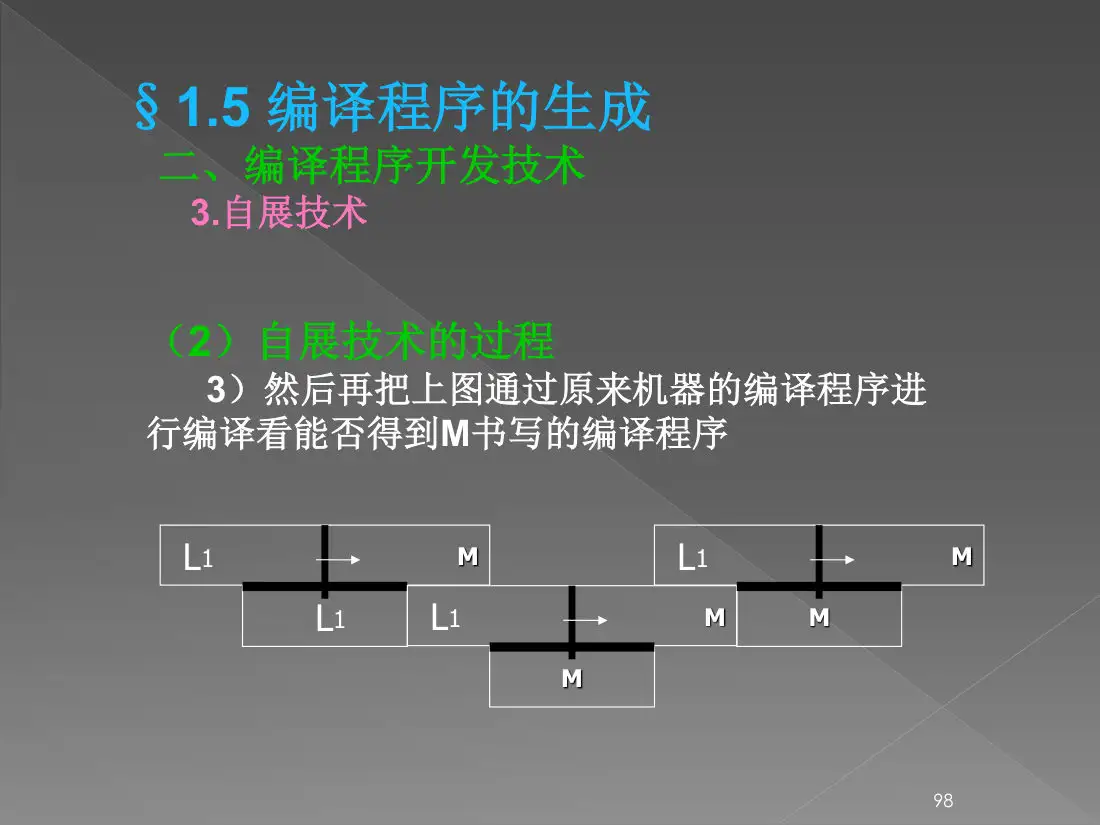 §1.5 编译程序的生成
二、编译程序开发技术
3.自展技术
（2）自展技术的过程
3）然后再把上图通过原来机器的编译程序进
行编译看能否得到M书写的编译程序
L1 → M L1 → M
L1 L1 → M M
M
98